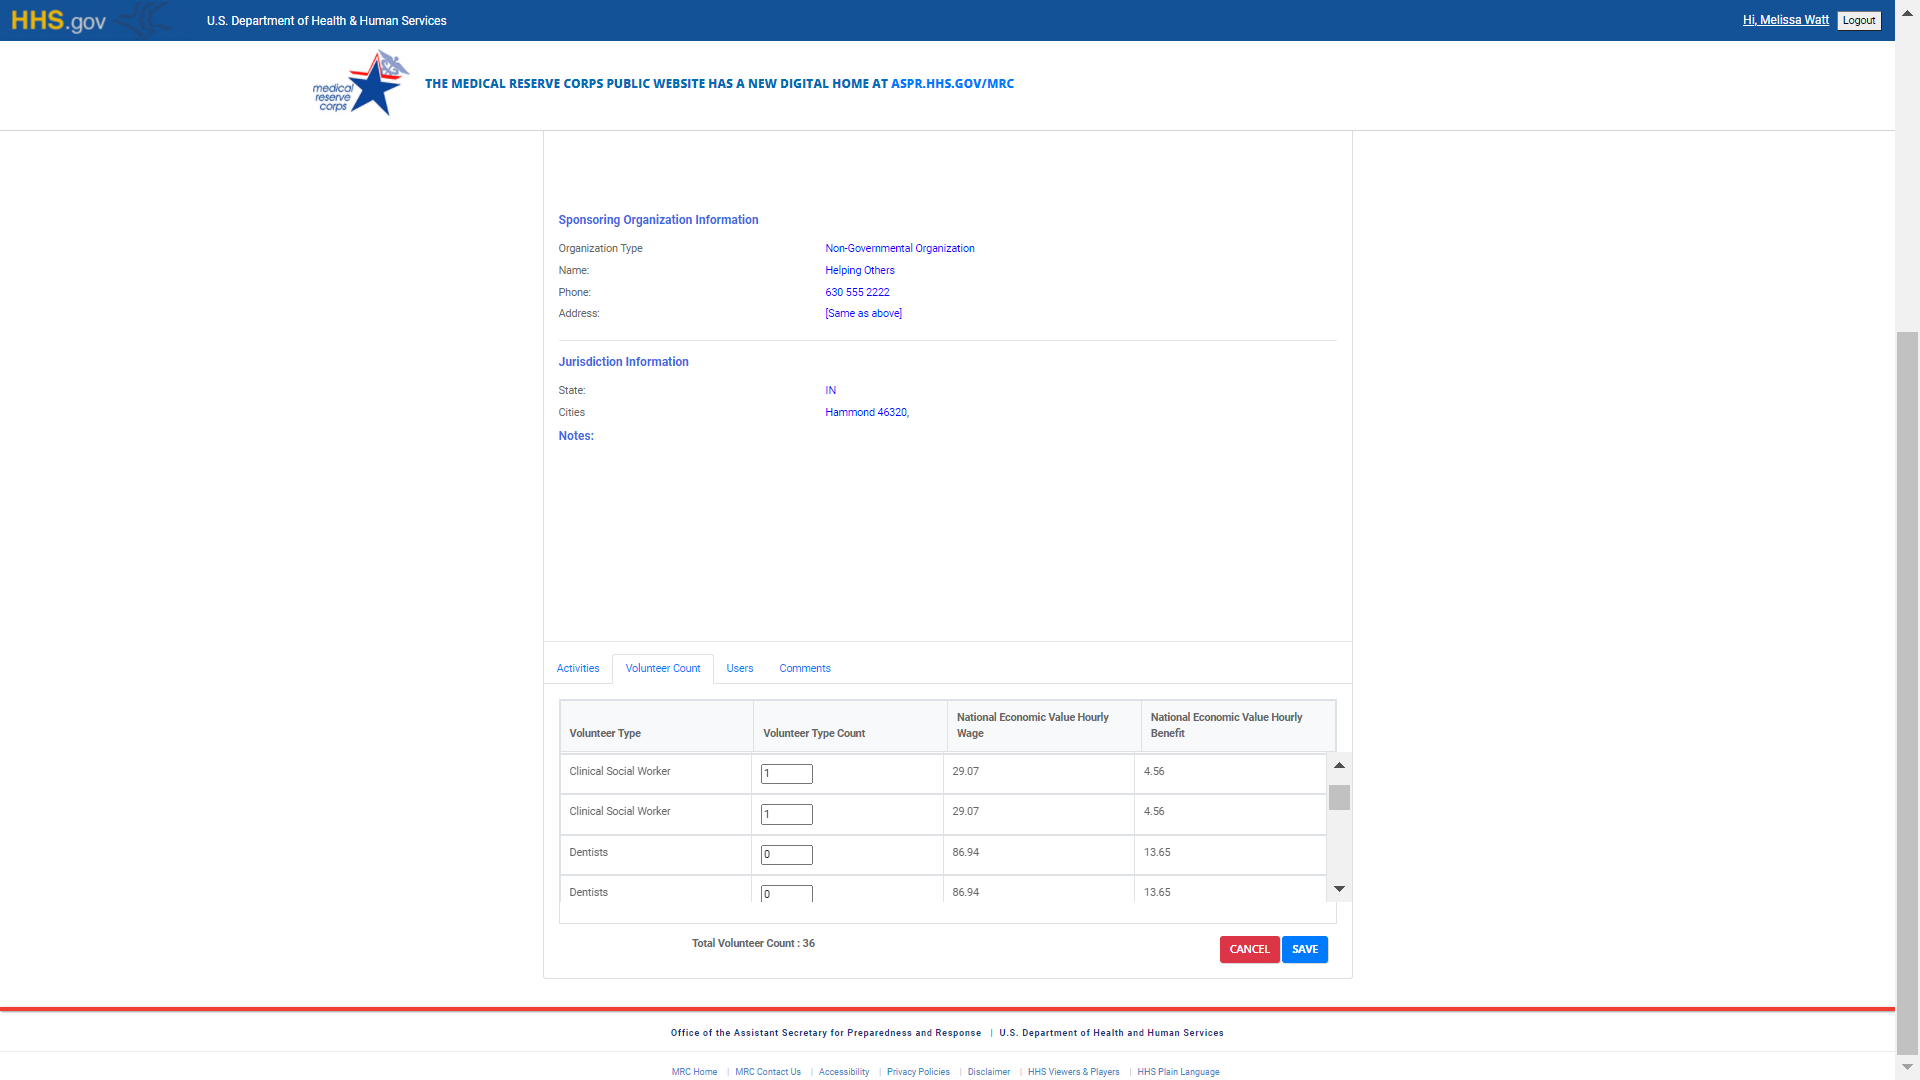 HHS.gov
U.S. Department of Health & Human Services
Hi, Melissa Watt
Logout
medical
reserve
corps
THE MEDICAL RESERVE CORPS PUBLIC WEBSITE HAS A NEW DIGITAL HOME AT ASPR.HHS.GOV/MRC
Sponsoring Organization Information
Organization Type Non-Governmental Organization
Name: Helping Others
Phone: 630 555 2222
Address: [Same as above]
Jurisdiction Information
State: IN
Cities Hammond 46320,
Notes:
Activities Volunteer Count Users Comments
Volunteer Type Volunteer Type Count National Economic Value Hourly Wage National Economic Value Hourly Benefit
Clinical Social Worker 1 29.07 4.56
Clinical Social Worker 1 29.07 4.56
Dentists 0 86.94 13.65
Dentists 0 86.94 13.65
Total Volunteer Count : 36
CANCEL SAVE
Office of the Assistant Secretary for Preparedness and Response | U.S. Department of Health and Human Services
MRC Home | MRC Contact Us | Accessibility | Privacy Policies | Disclaimer | HHS Viewers & Players | HHS Plain Language